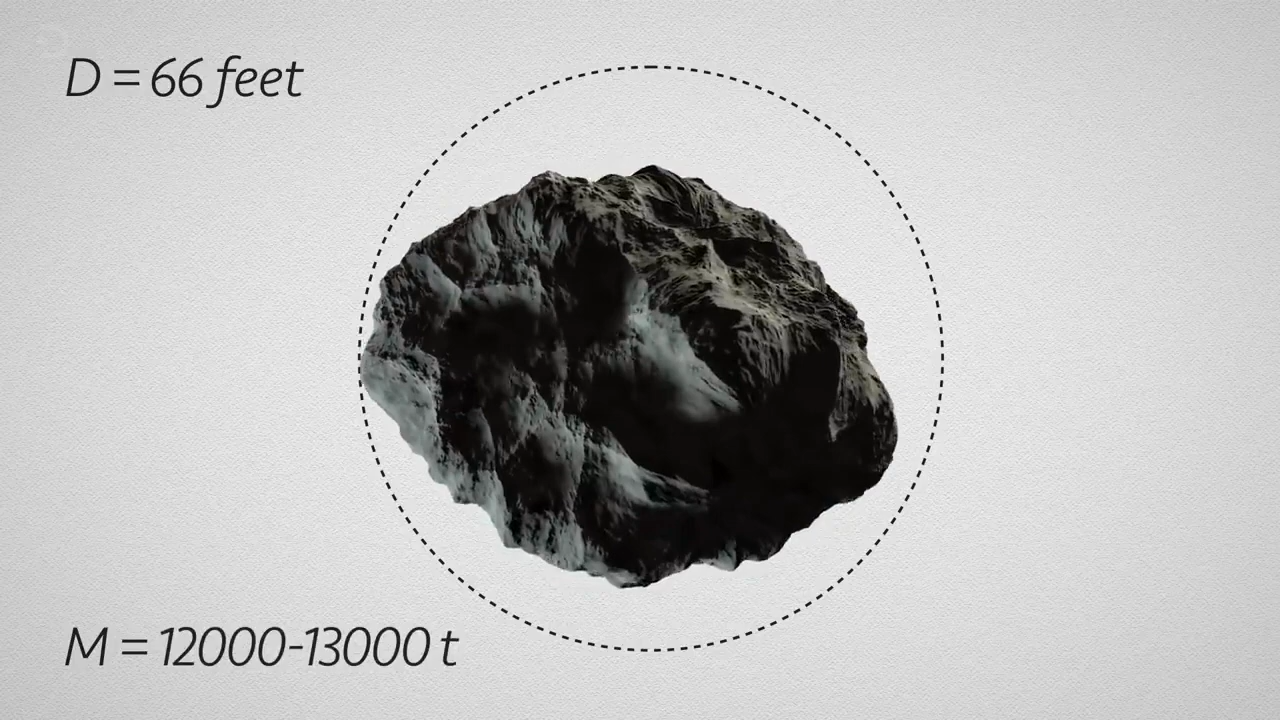 D = 66 feet
M = 12000-13000 t